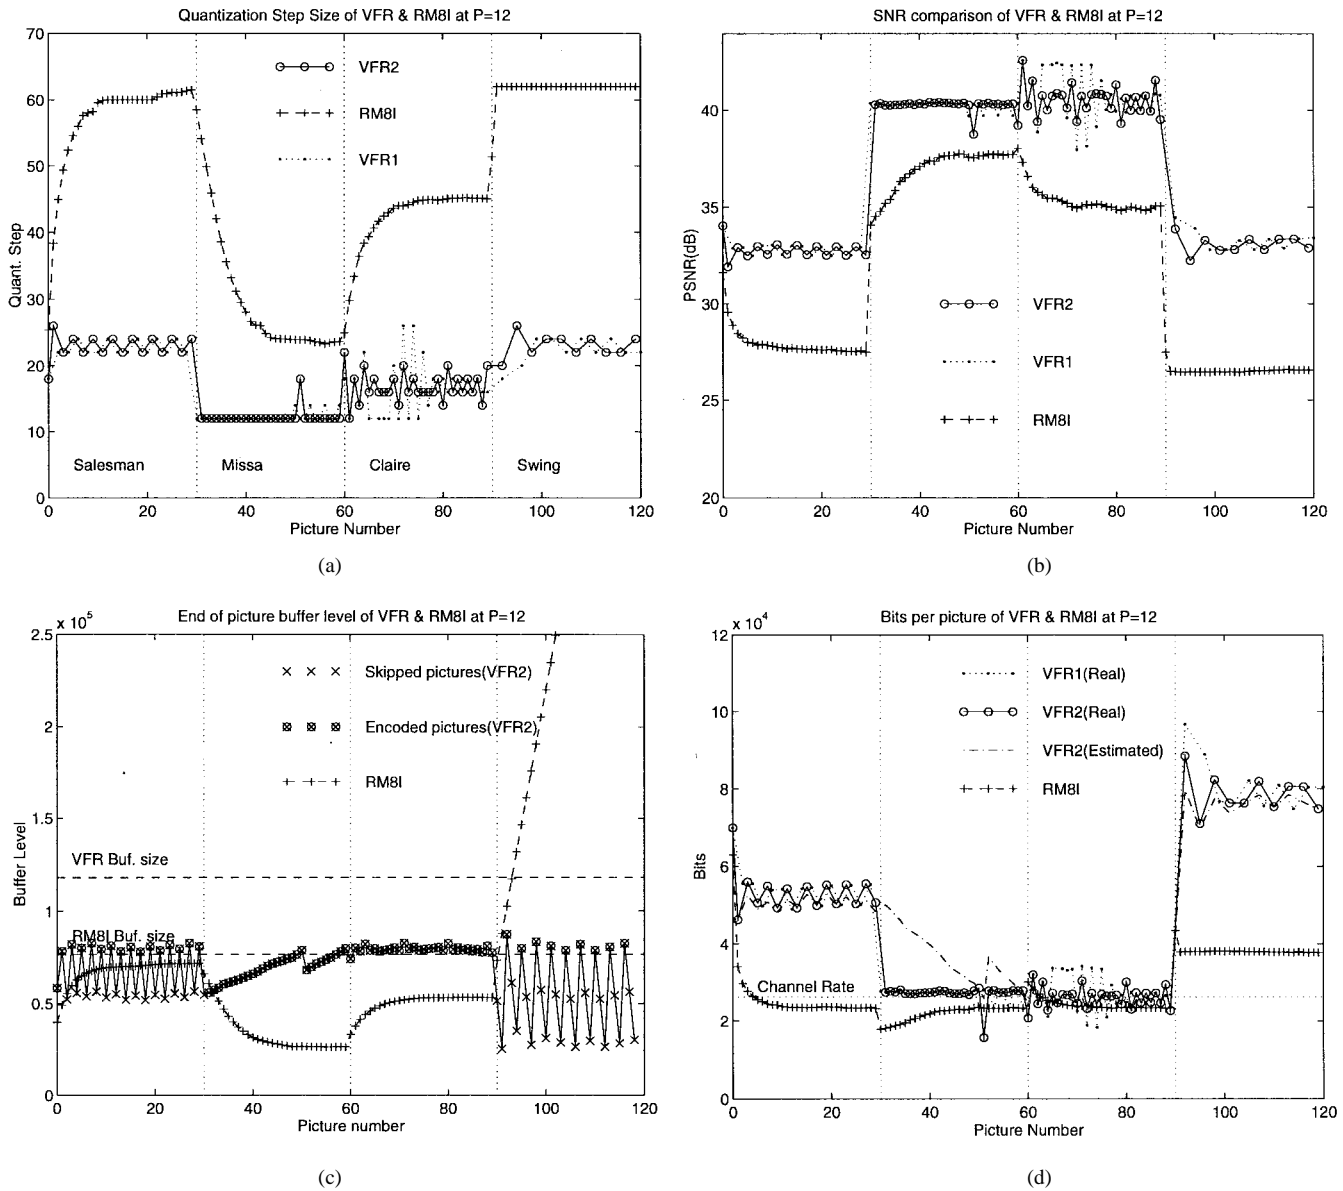 Quantization Step Size of VFR & RM8I at P=12
70
60
50
40
30
20
10
0
Quant. Step
VFR2
RM8I
VFR1
Salesman
Missa
Claire
Swing
0
20
40
60
80
100
120
Picture Number
(a)
SNR comparison of VFR & RM8I at P=12
40
35
30
25
20
PSNR(dB)
VFR2
VFR1
RM8I
0
20
40
60
80
100
120
Picture Number
(b)
x 10^5
End of picture buffer level of VFR & RM8I at P=12
2.5
2
1.5
1
0.5
0
Buffer Level
Skipped pictures(VFR2)
Encoded pictures(VFR2)
RM8I
VFR Buf. size
RM8I Buf. size
0
20
40
60
80
100
120
Picture number
(c)
x 10^4
Bits per picture of VFR & RM8I at P=12
12
10
8
6
4
2
0
Bits
VFR1(Real)
VFR2(Real)
VFR2(Estimated)
RM8I
Channel Rate
0
20
40
60
80
100
120
Picture Number
(d)